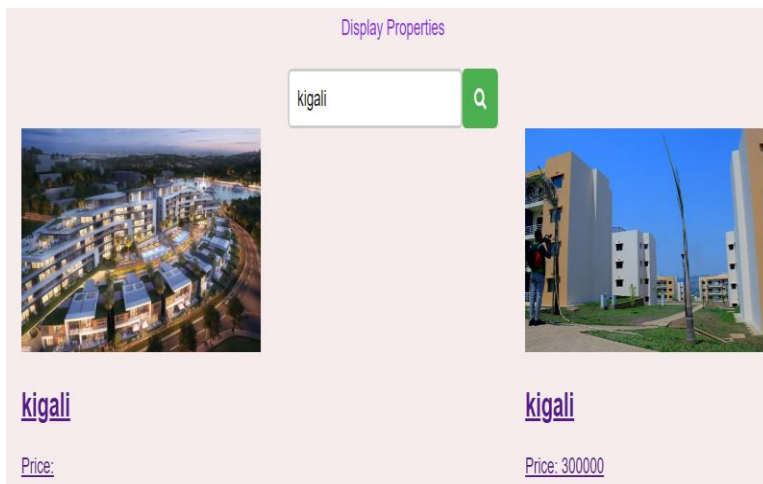 Display Properties
kigali
kigali
Price:
kigali
Price: 300000